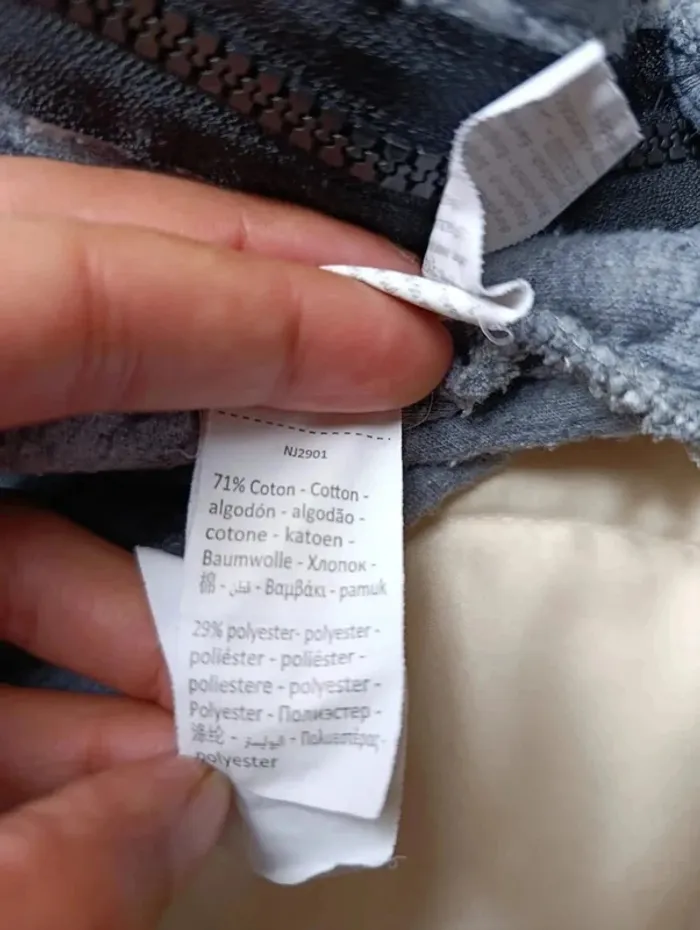 NJ2901
71% Coton - Cotton -
algodón - algodão -
cotone - katoen -
Baumwolle - Хлопок -
棉 - قطن - Βαμβάκι - pamuk
29% polyester- polyester -
poliéster - poliéster -
poliestere - polyester -
Polyester - Полиэстер -
涤纶 - - Πολυεστέρας-
polyester